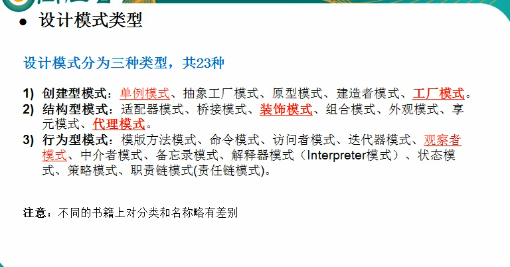 ● 设计模式类型
设计模式分为三种类型，共23种
1) 创建型模式：单例模式、抽象工厂模式、原型模式、建造者模式、工厂模式。
2) 结构型模式：适配器模式、桥接模式、装饰模式、组合模式、外观模式、享
元模式、代理模式。
3) 行为型模式：模版方法模式、命令模式、访问者模式、迭代器模式、观察者
模式、中介者模式、备忘录模式、解释器模式（Interpreter模式）、状态模
式、策略模式、职责链模式(责任链模式)。
注意：不同的书籍上对分类和名称略有差别